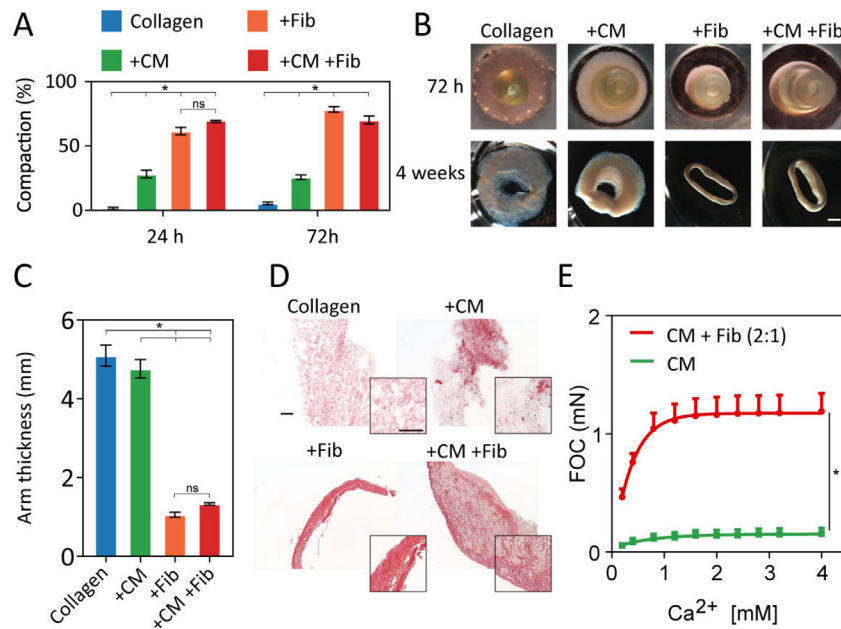 A
Collagen
+Fib
+CM
+CM +Fib
Compaction (%)
100
50
0
*
ns
*
24 h
72h
B
Collagen
+CM
+Fib
+CM +Fib
72 h
4 weeks
C
Arm thickness (mm)
6
4
2
0
*
ns
Collagen
+CM
+Fib
+CM +Fib
D
Collagen
+CM
+Fib
+CM +Fib
E
FOC (mN)
2
1
0
CM + Fib (2:1)
CM
*
0 1 2 3 4
Ca2+ [mM]